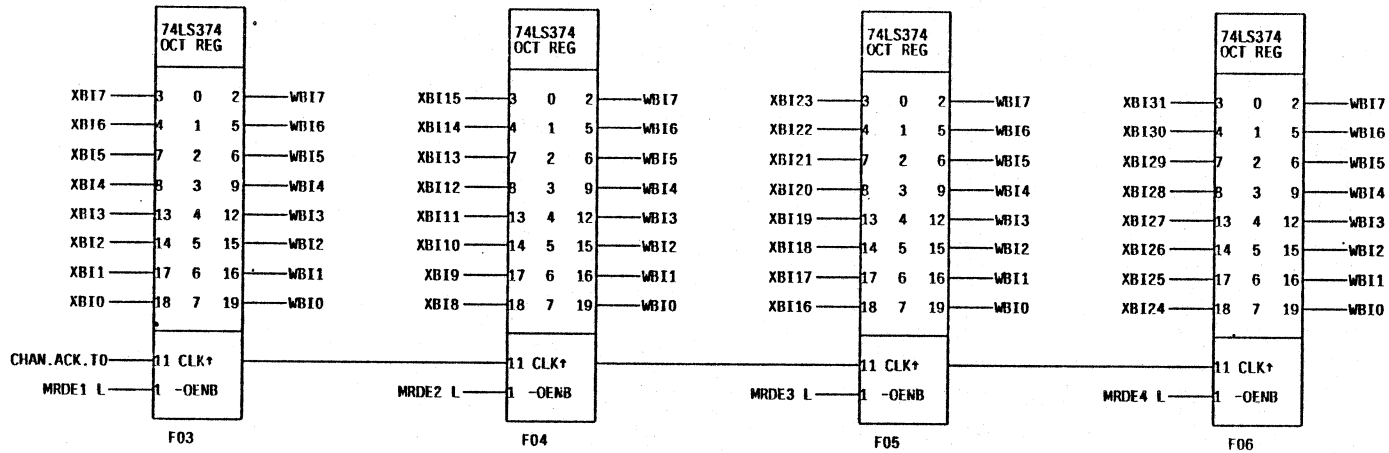 74LS374 74LS374 74LS374 74LS374
OCT REG OCT REG OCT REG OCT REG
XBI7 3 0 2 WBI7 XBI15 3 0 2 WBI7 XBI23 3 0 2 WBI7 XBI31 3 0 2 WBI7
XBI6 4 1 5 WBI6 XBI14 4 1 5 WBI6 XBI22 4 1 5 WBI6 XBI30 4 1 5 WBI6
XBI5 7 2 6 WBI5 XBI13 7 2 6 WBI5 XBI21 7 2 6 WBI5 XBI29 7 2 6 WBI5
XBI4 8 3 9 WBI4 XBI12 8 3 9 WBI4 XBI20 8 3 9 WBI4 XBI28 8 3 9 WBI4
XBI3 13 4 12 WBI3 XBI11 13 4 12 WBI3 XBI19 13 4 12 WBI3 XBI27 13 4 12 WBI3
XBI2 14 5 15 WBI2 XBI10 14 5 15 WBI2 XBI18 14 5 15 WBI2 XBI26 14 5 15 WBI2
XBI1 17 6 16 WBI1 XBI9 17 6 16 WBI1 XBI17 17 6 16 WBI1 XBI25 17 6 16 WBI1
XBI0 18 7 19 WBI0 XBI8 18 7 19 WBI0 XBI16 18 7 19 WBI0 XBI24 18 7 19 WBI0
CHAN.ACK.TO 11 CLK↑ 11 CLK↑ 11 CLK↑ 11 CLK↑
MRDE1 L 1 -OENB MRDE2 L 1 -OENB MRDE3 L 1 -OENB MRDE4 L 1 -OENB
F03 F04 F05 F06